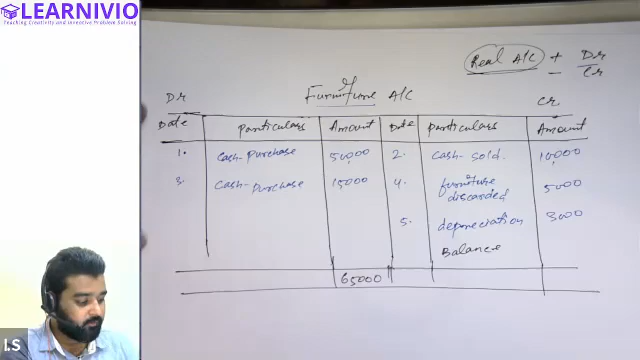 LEARNIVIO
Teaching Creativity and Inventive Problem Solving
Real A/C + Dr
- Cr
Furniture A/C
Dr
Cr
Date Particulars Amount Date Particulars Amount
1. Cash-purchase 50,000 2. Cash-sold. 10,000
3. Cash-purchase 15000 4. furniture discarded 5000
5. depreciation 3000
Balance
65000
I.S